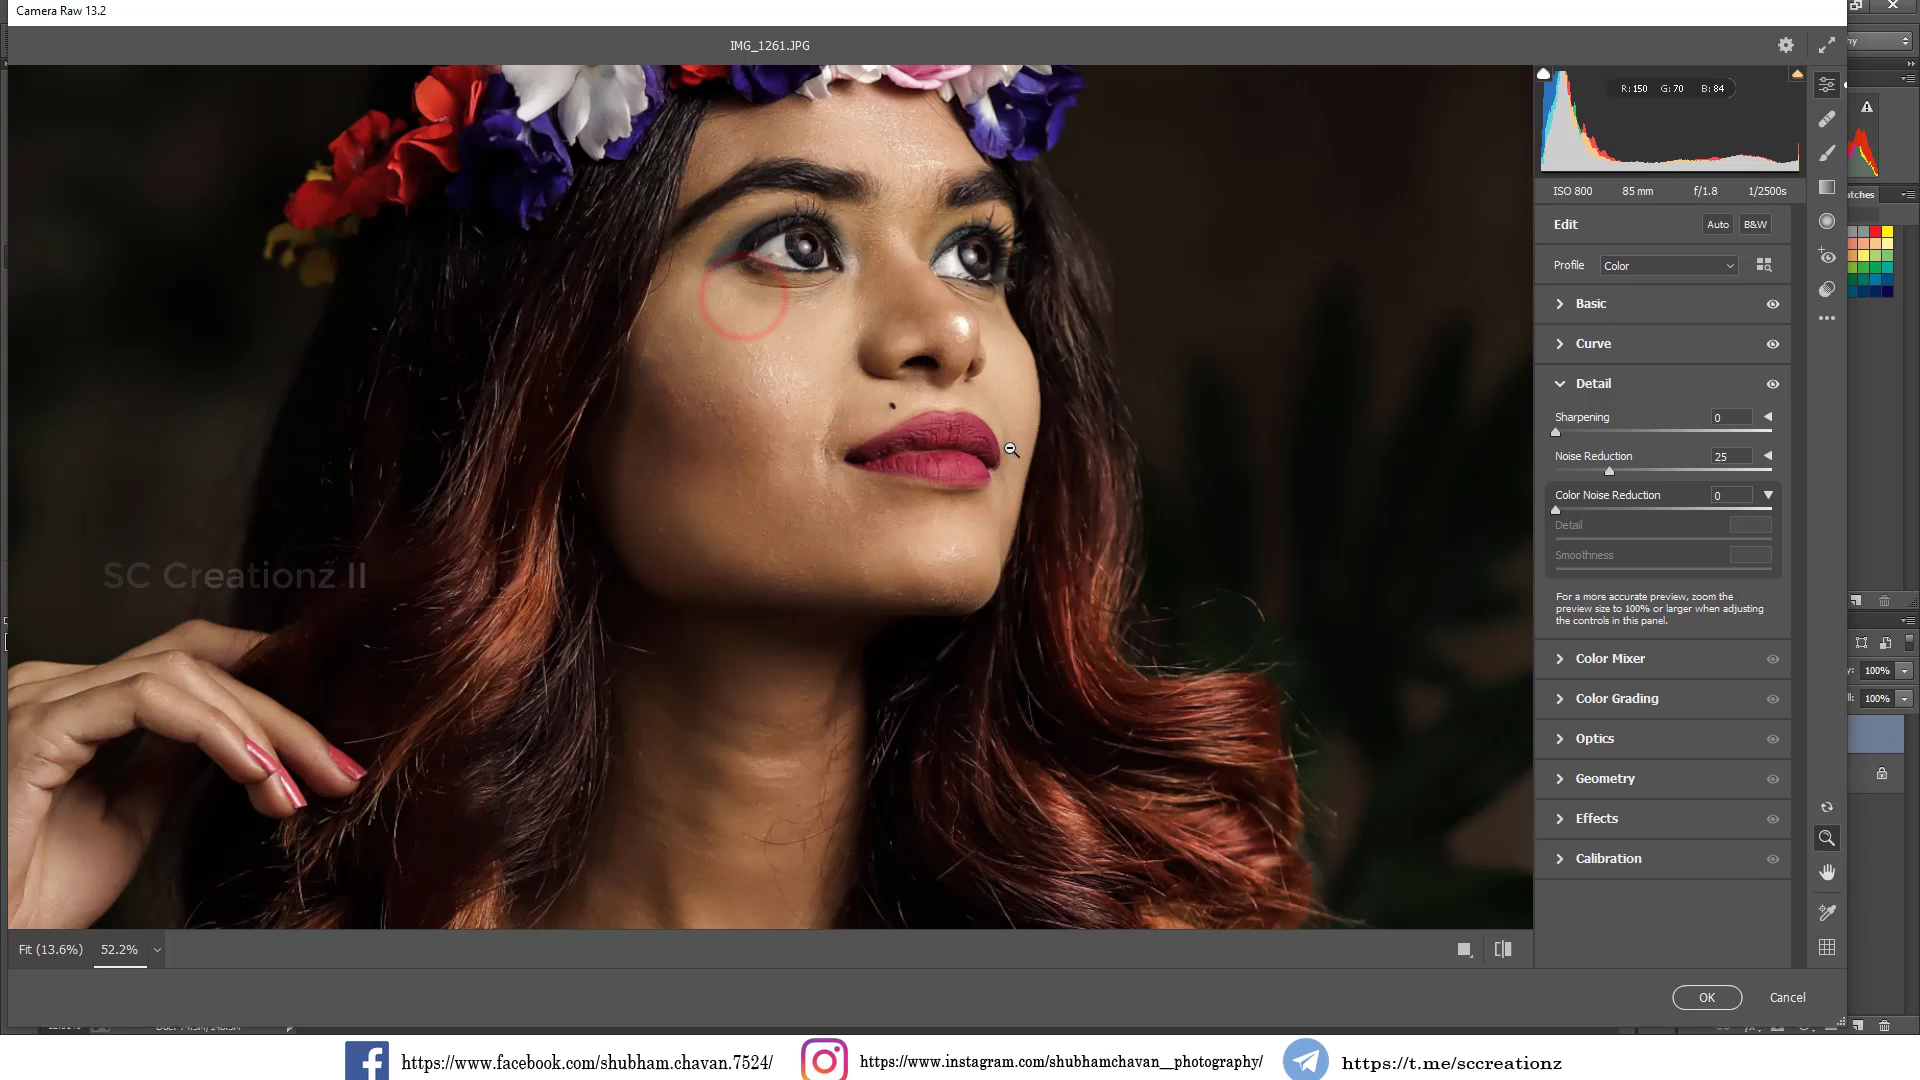 Camera Raw 13.2
IMG_1261.JPG
R: 150 G: 70 B: 84
ISO 800 85 mm f/1.8 1/2500s
Edit Auto B&W
Profile Color
Basic
Curve
Detail
Sharpening 0
Noise Reduction 25
Color Noise Reduction 0
Detail
Smoothness
For a more accurate preview, zoom the
preview size to 100% or larger when adjusting
the controls in this panel.
Color Mixer
Color Grading
Optics
Geometry
Effects
Calibration
100%
100%
SC Creationz II
Fit (13.6%) 52.2%
OK Cancel
https://www.facebook.com/shubham.chavan.7524/
https://www.instagram.com/shubhamchavan__photography/
https://t.me/sccreationz